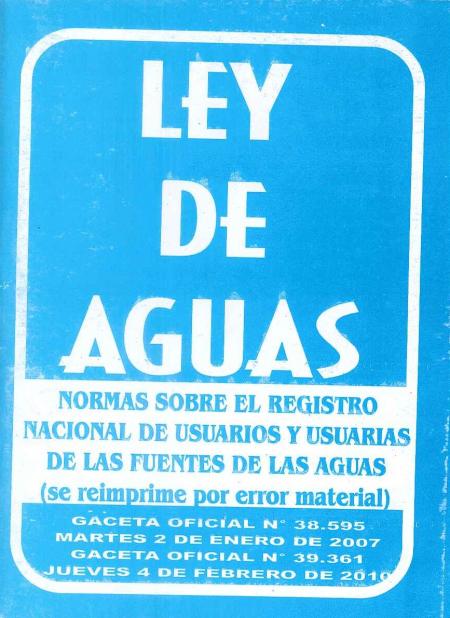 LEY
DE
AGUAS
NORMAS SOBRE EL REGISTRO
NACIONAL DE USUARIOS Y USUARIAS
DE LAS FUENTES DE LAS AGUAS
(se reimprime por error material)
GACETA OFICIAL N° 38.595
MARTES 2 DE ENERO DE 2007
GACETA OFICIAL N° 39.361
JUEVES 4 DE FEBRERO DE 2010